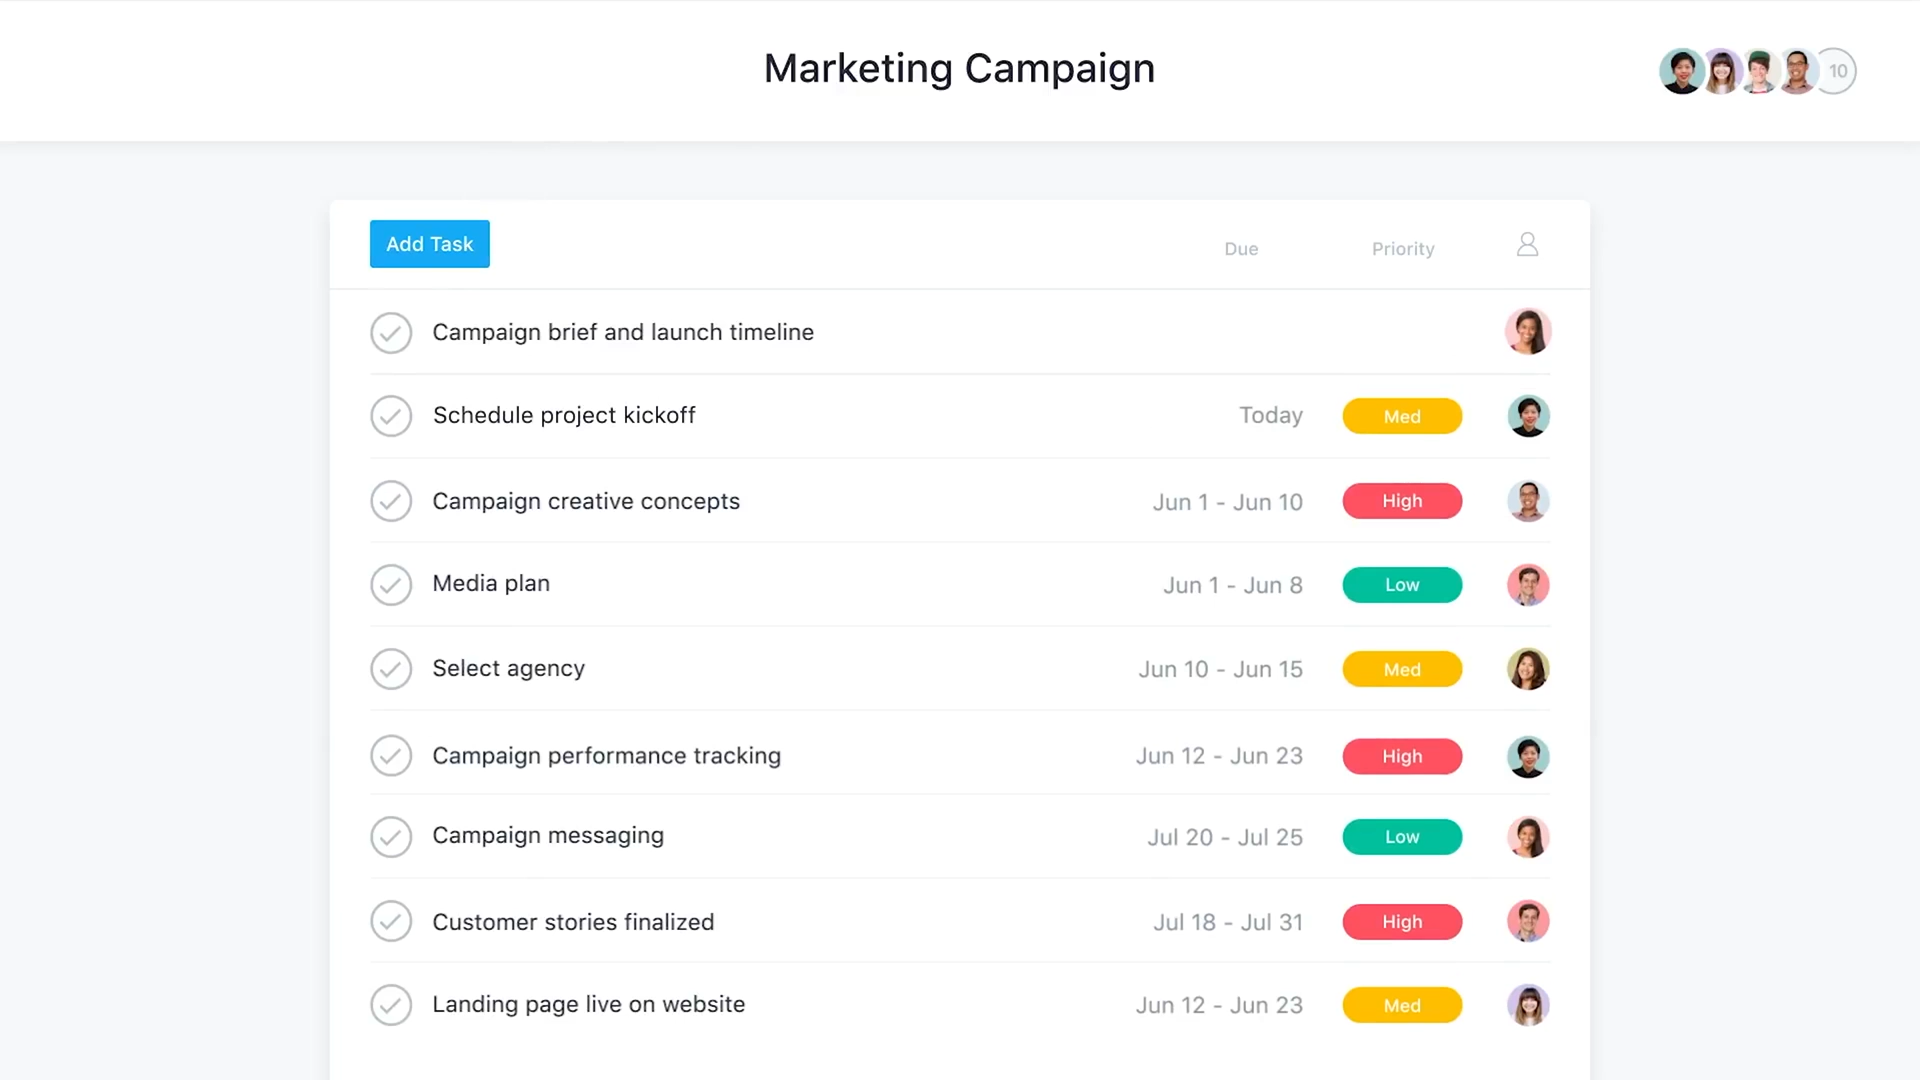 Marketing Campaign
10
Add Task
Due
Priority
Campaign brief and launch timeline
Schedule project kickoff
Today
Med
Campaign creative concepts
Jun 1 - Jun 10
High
Media plan
Jun 1 - Jun 8
Low
Select agency
Jun 10 - Jun 15
Med
Campaign performance tracking
Jun 12 - Jun 23
High
Campaign messaging
Jul 20 - Jul 25
Low
Customer stories finalized
Jul 18 - Jul 31
High
Landing page live on website
Jun 12 - Jun 23
Med